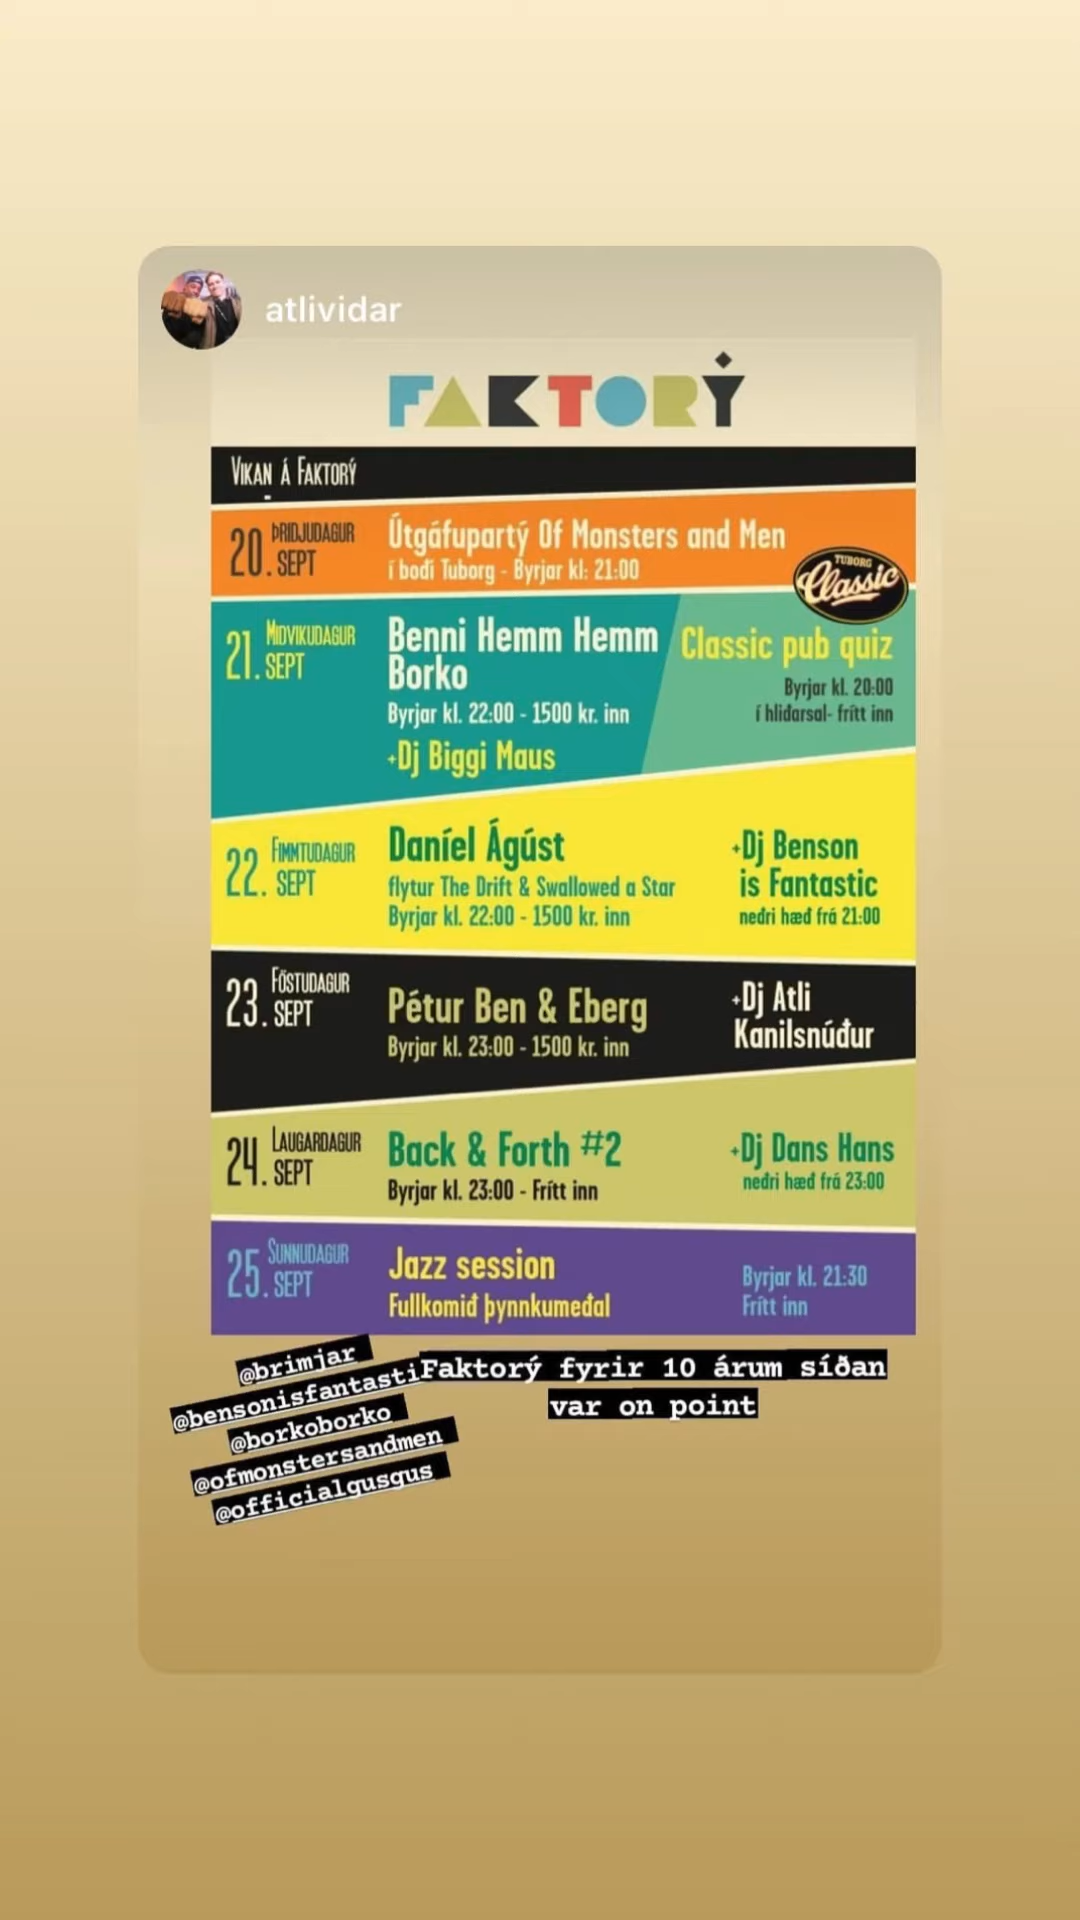 atlividar
FAKTORÝ
Vikan á Faktorý
20. ÞRIÐJUDAGUR
SEPT
Útgáfupartý Of Monsters and Men
í boði Tuborg - Byrjar kl: 21:00
TUBORG
Classic
21. MIÐVIKUDAGUR
SEPT
Benni Hemm Hemm
Borko
Byrjar kl. 22:00 - 1500 kr. inn
+Dj Biggi Maus
Classic pub quiz
Byrjar kl. 20:00
í hliðarsal- frítt inn
22. FIMMTUDAGUR
SEPT
Daníel Ágúst
flytur The Drift & Swallowed a Star
Byrjar kl. 22:00 - 1500 kr. inn
+Dj Benson
is Fantastic
neðri hæð frá 21:00
23. FÖSTUDAGUR
SEPT
Pétur Ben & Eberg
Byrjar kl. 23:00 - 1500 kr. inn
+Dj Atli
Kanilsnúður
24. LAUGARDAGUR
SEPT
Back & Forth #2
Byrjar kl. 23:00 - Frítt inn
+Dj Dans Hans
neðri hæð frá 23:00
25. SUNNUDAGUR
SEPT
Jazz session
Fullkomið þynnkumeðal
Byrjar kl. 21:30
Frítt inn
@brimjar
@bensonisfantasti
@borkoborko
@ofmonstersandmen
@officialgusgus
Faktorý fyrir 10 árum síðan
var on point